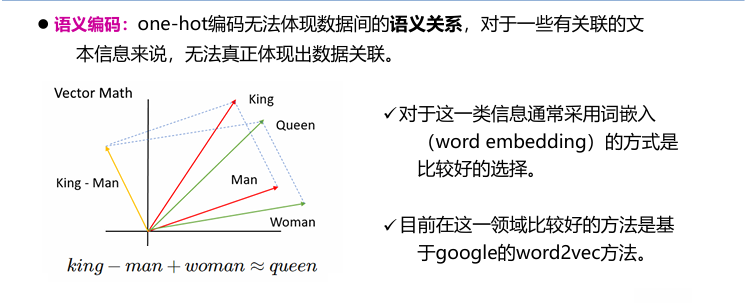 ● 语义编码：one-hot编码无法体现数据间的语义关系，对于一些有关联的文
本信息来说，无法真正体现出数据关联。
Vector Math
King
Queen
King - Man
Man
Woman
king − man + woman ≈ queen
✓对于这一类信息通常采用词嵌入
（word embedding）的方式是
比较好的选择。
✓目前在这一领域比较好的方法是基
于google的word2vec方法。